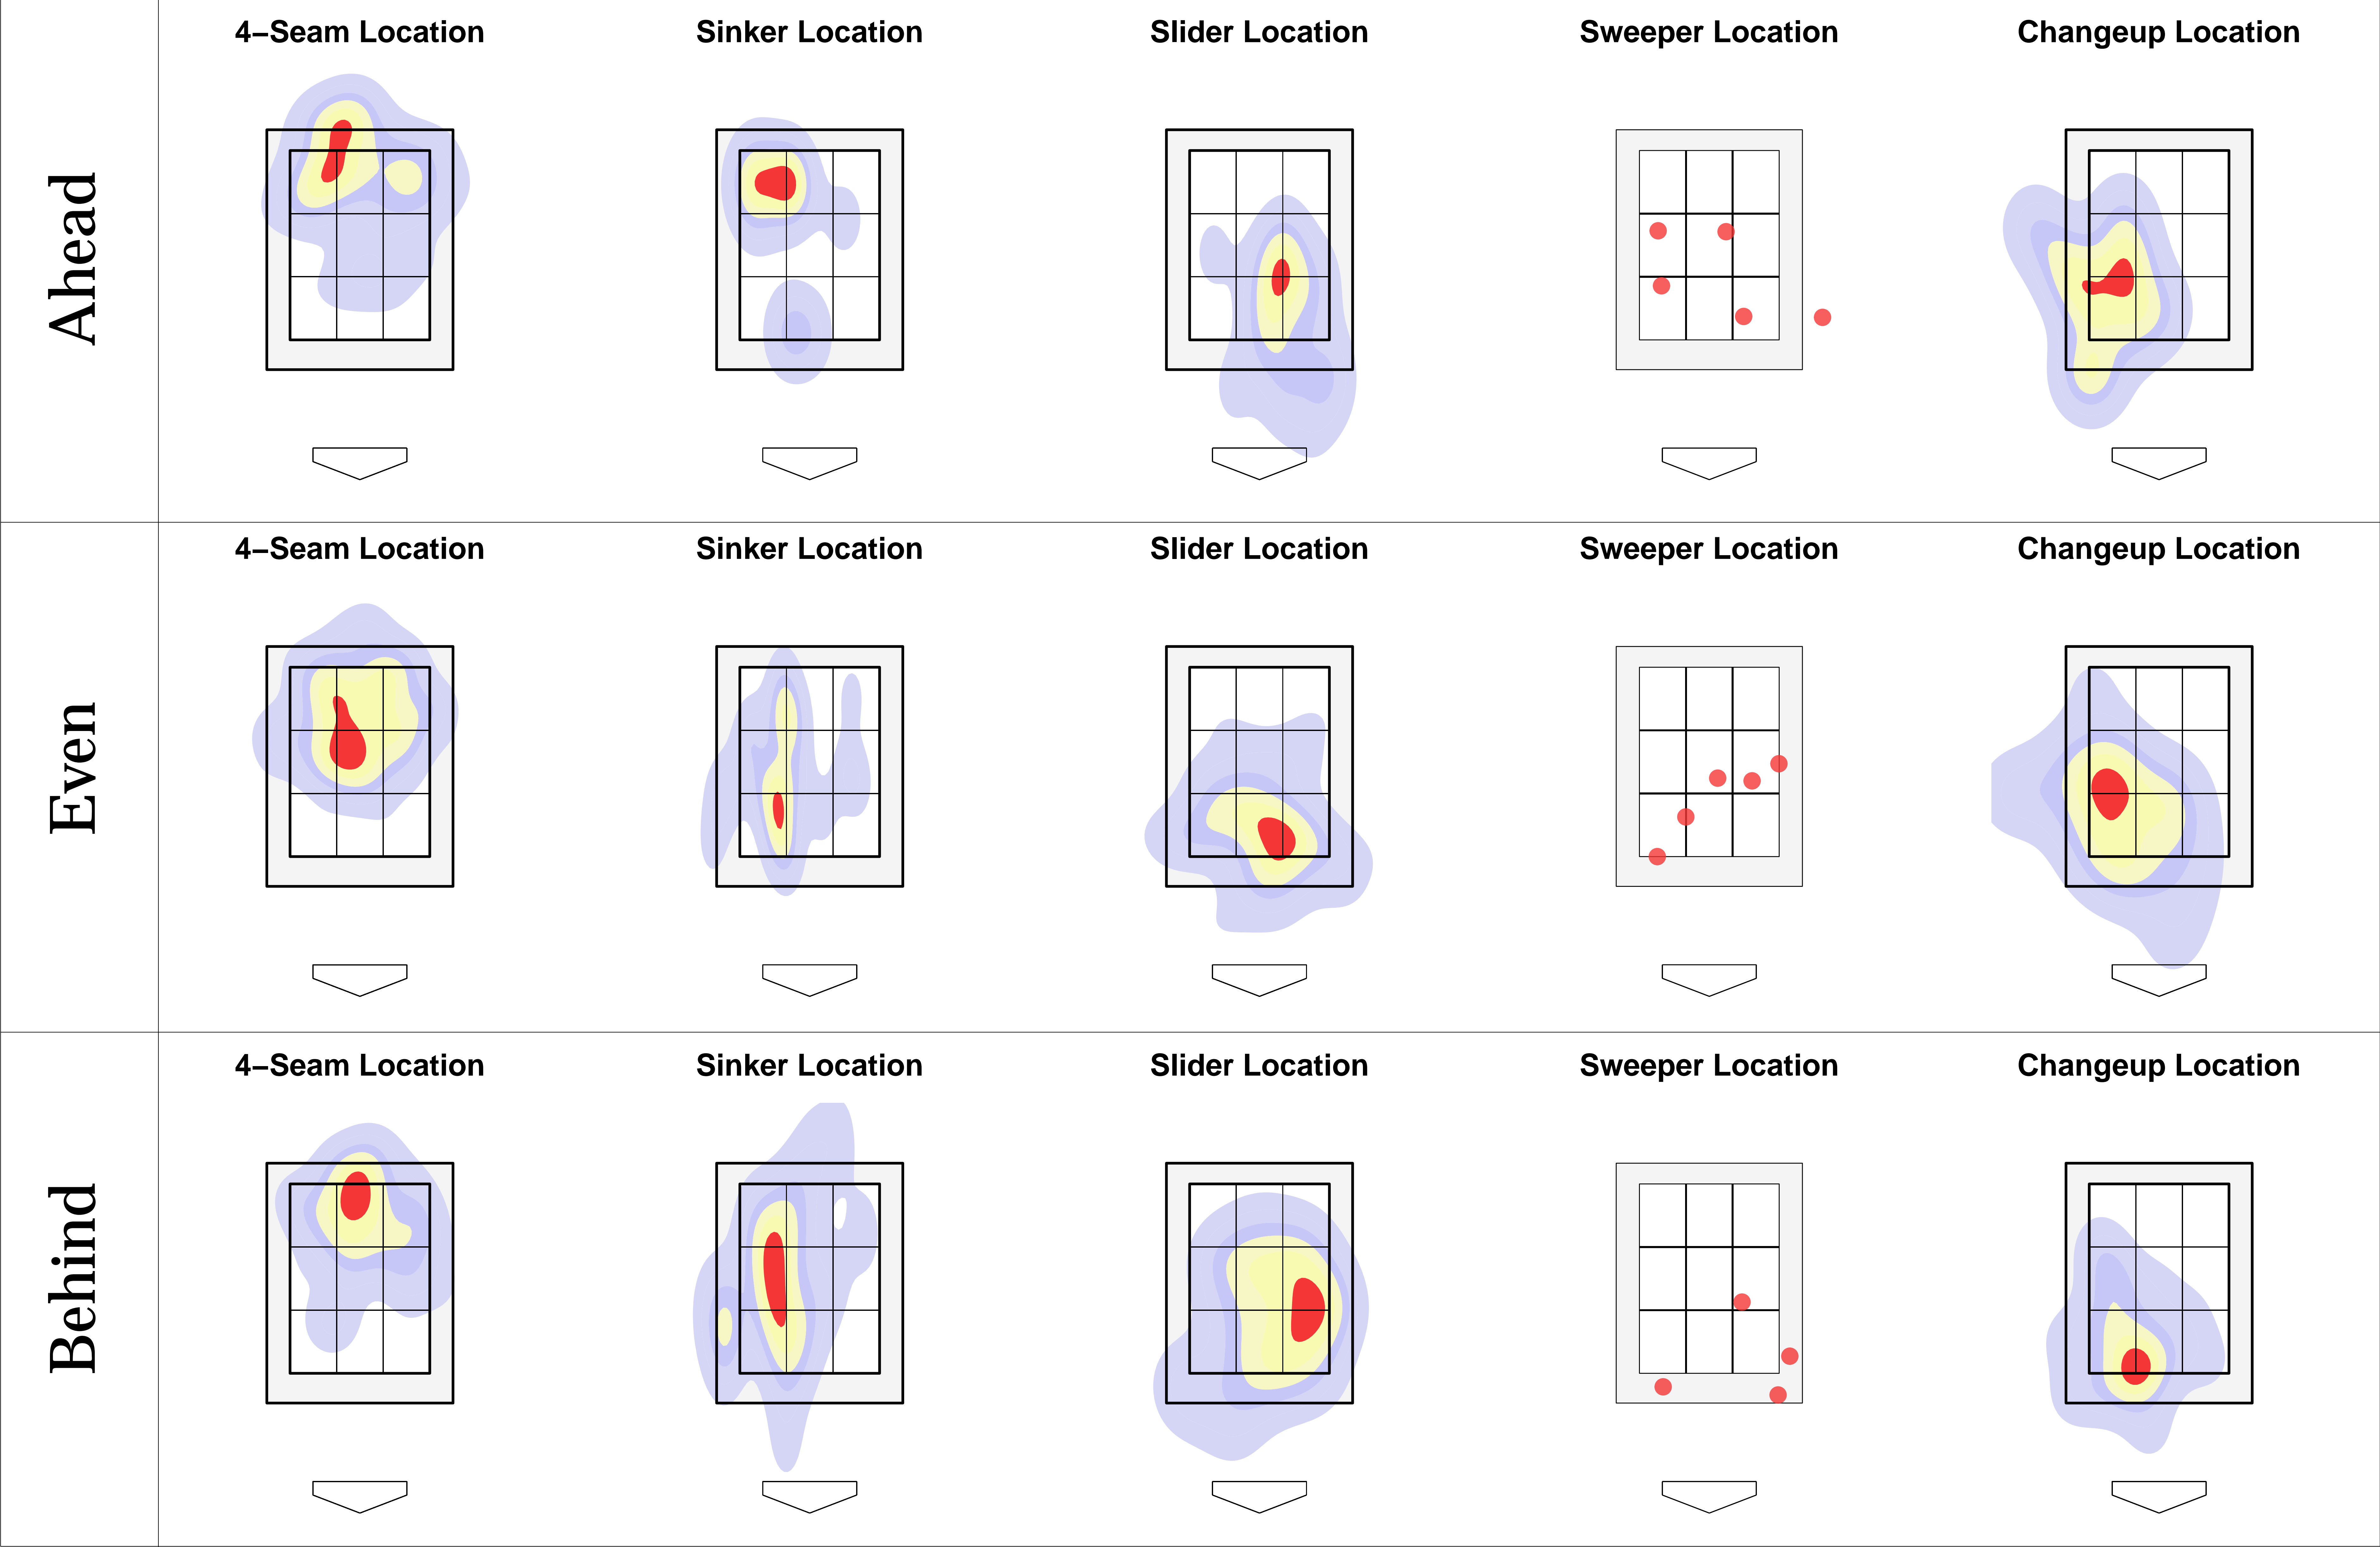 4−Seam Location
Sinker Location
Slider Location
Sweeper Location
Changeup Location
Ahead
4−Seam Location
Sinker Location
Slider Location
Sweeper Location
Changeup Location
Even
4−Seam Location
Sinker Location
Slider Location
Sweeper Location
Changeup Location
Behind